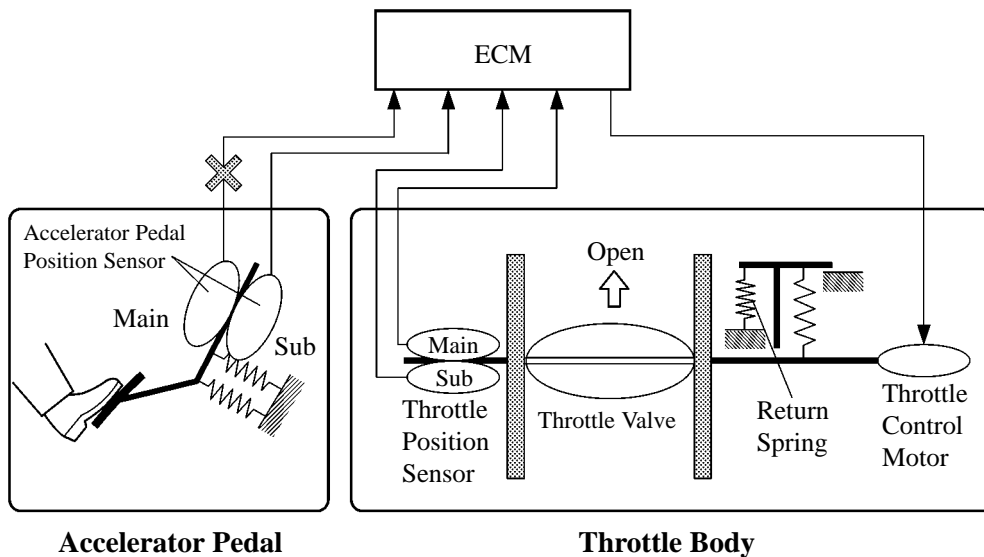 ECM
Accelerator Pedal
Position Sensor
Main
Sub
Open
Main
Sub
Throttle
Position
Sensor
Throttle Valve
Return
Spring
Throttle
Control
Motor
Accelerator Pedal
Throttle Body